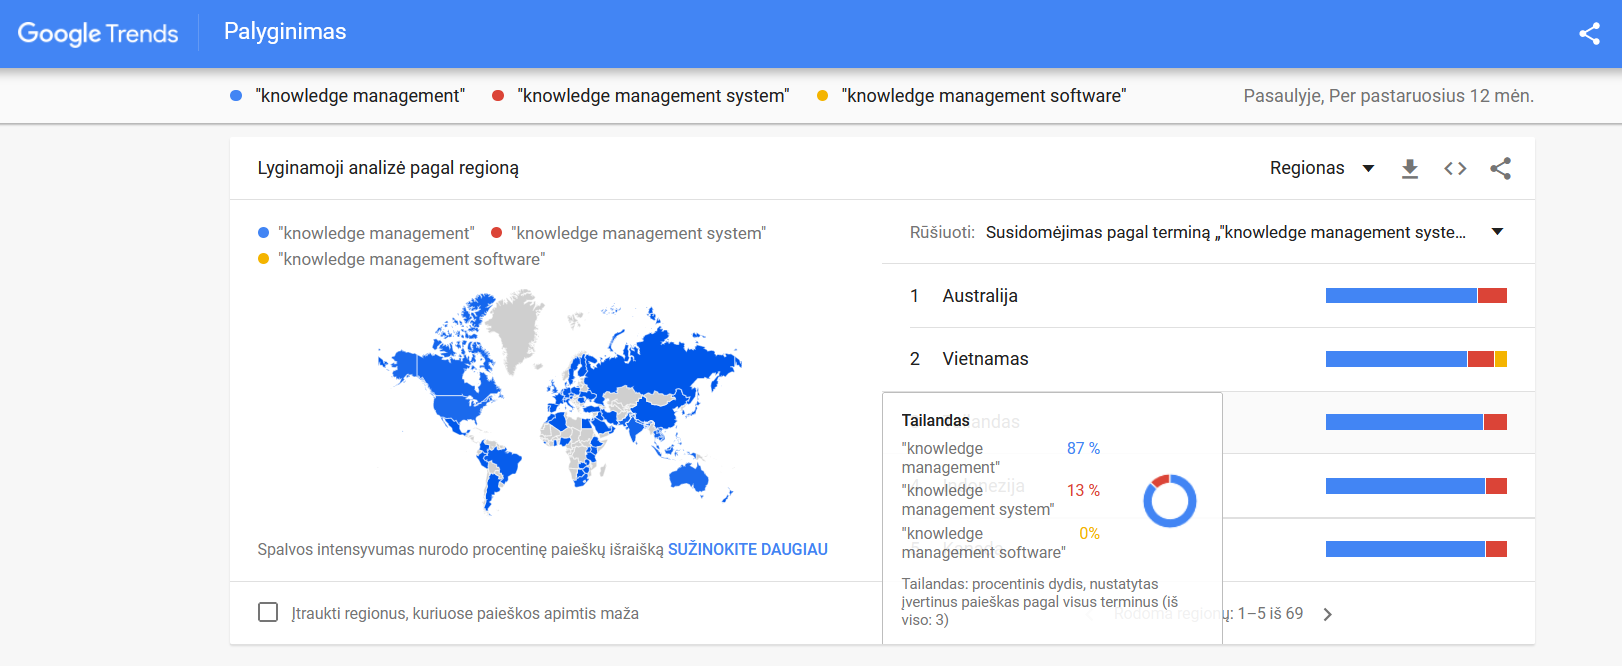 Google Trends
Palyginimas
"knowledge management"
"knowledge management system"
"knowledge management software"
Pasaulyje, Per pastaruosius 12 mėn.
Lyginamoji analizė pagal regioną
Regionas
"knowledge management"
"knowledge management system"
"knowledge management software"
Rūšiuoti: Susidomėjimas pagal terminą „"knowledge management syste...
1 Australija
2 Vietnamas
Tailandas
"knowledge
management"
87 %
"knowledge
management system"
13 %
"knowledge
management software"
0%
Tailandas: procentinis dydis, nustatytas
įvertinus paieškas pagal visus terminus (iš
viso: 3)
4 Indonezija
Spalvos intensyvumas nurodo procentinę paieškų išraišką SUŽINOKITE DAUGIAU
Įtraukti regionus, kuriuose paieškos apimtis maža
Rodoma regionų: 1–5 iš 69